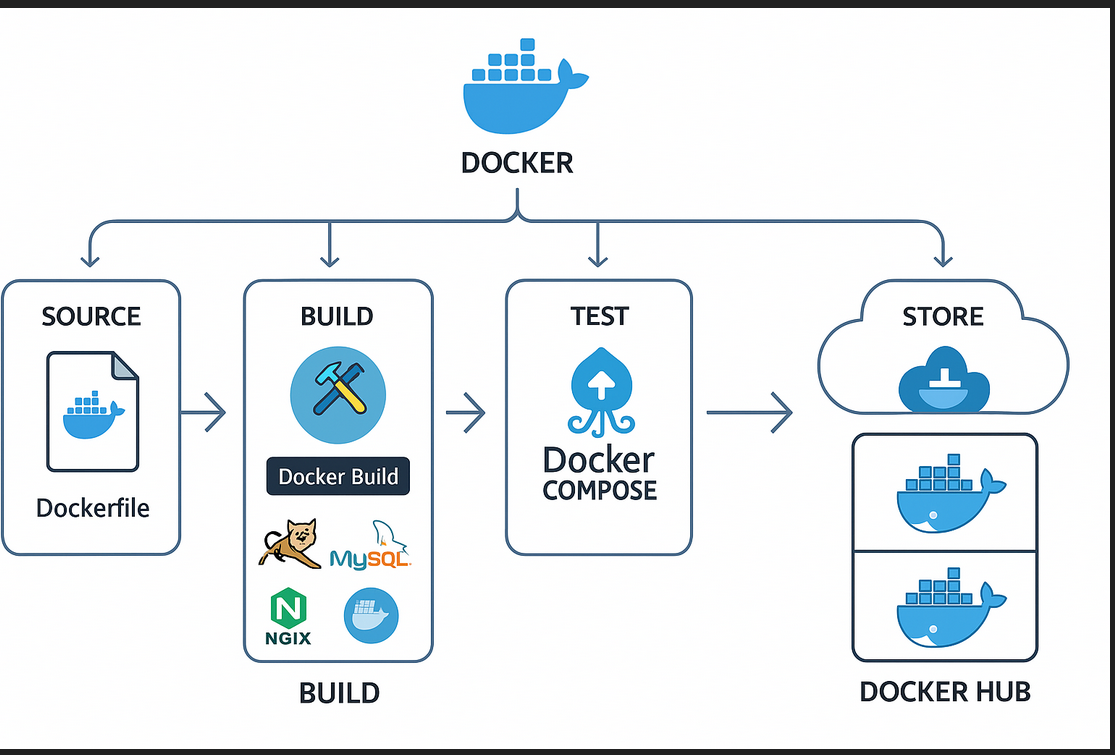 DOCKER
SOURCE
Dockerfile
BUILD
Docker Build
MySQL
N
NGIX
BUILD
TEST
Docker
COMPOSE
STORE
DOCKER HUB